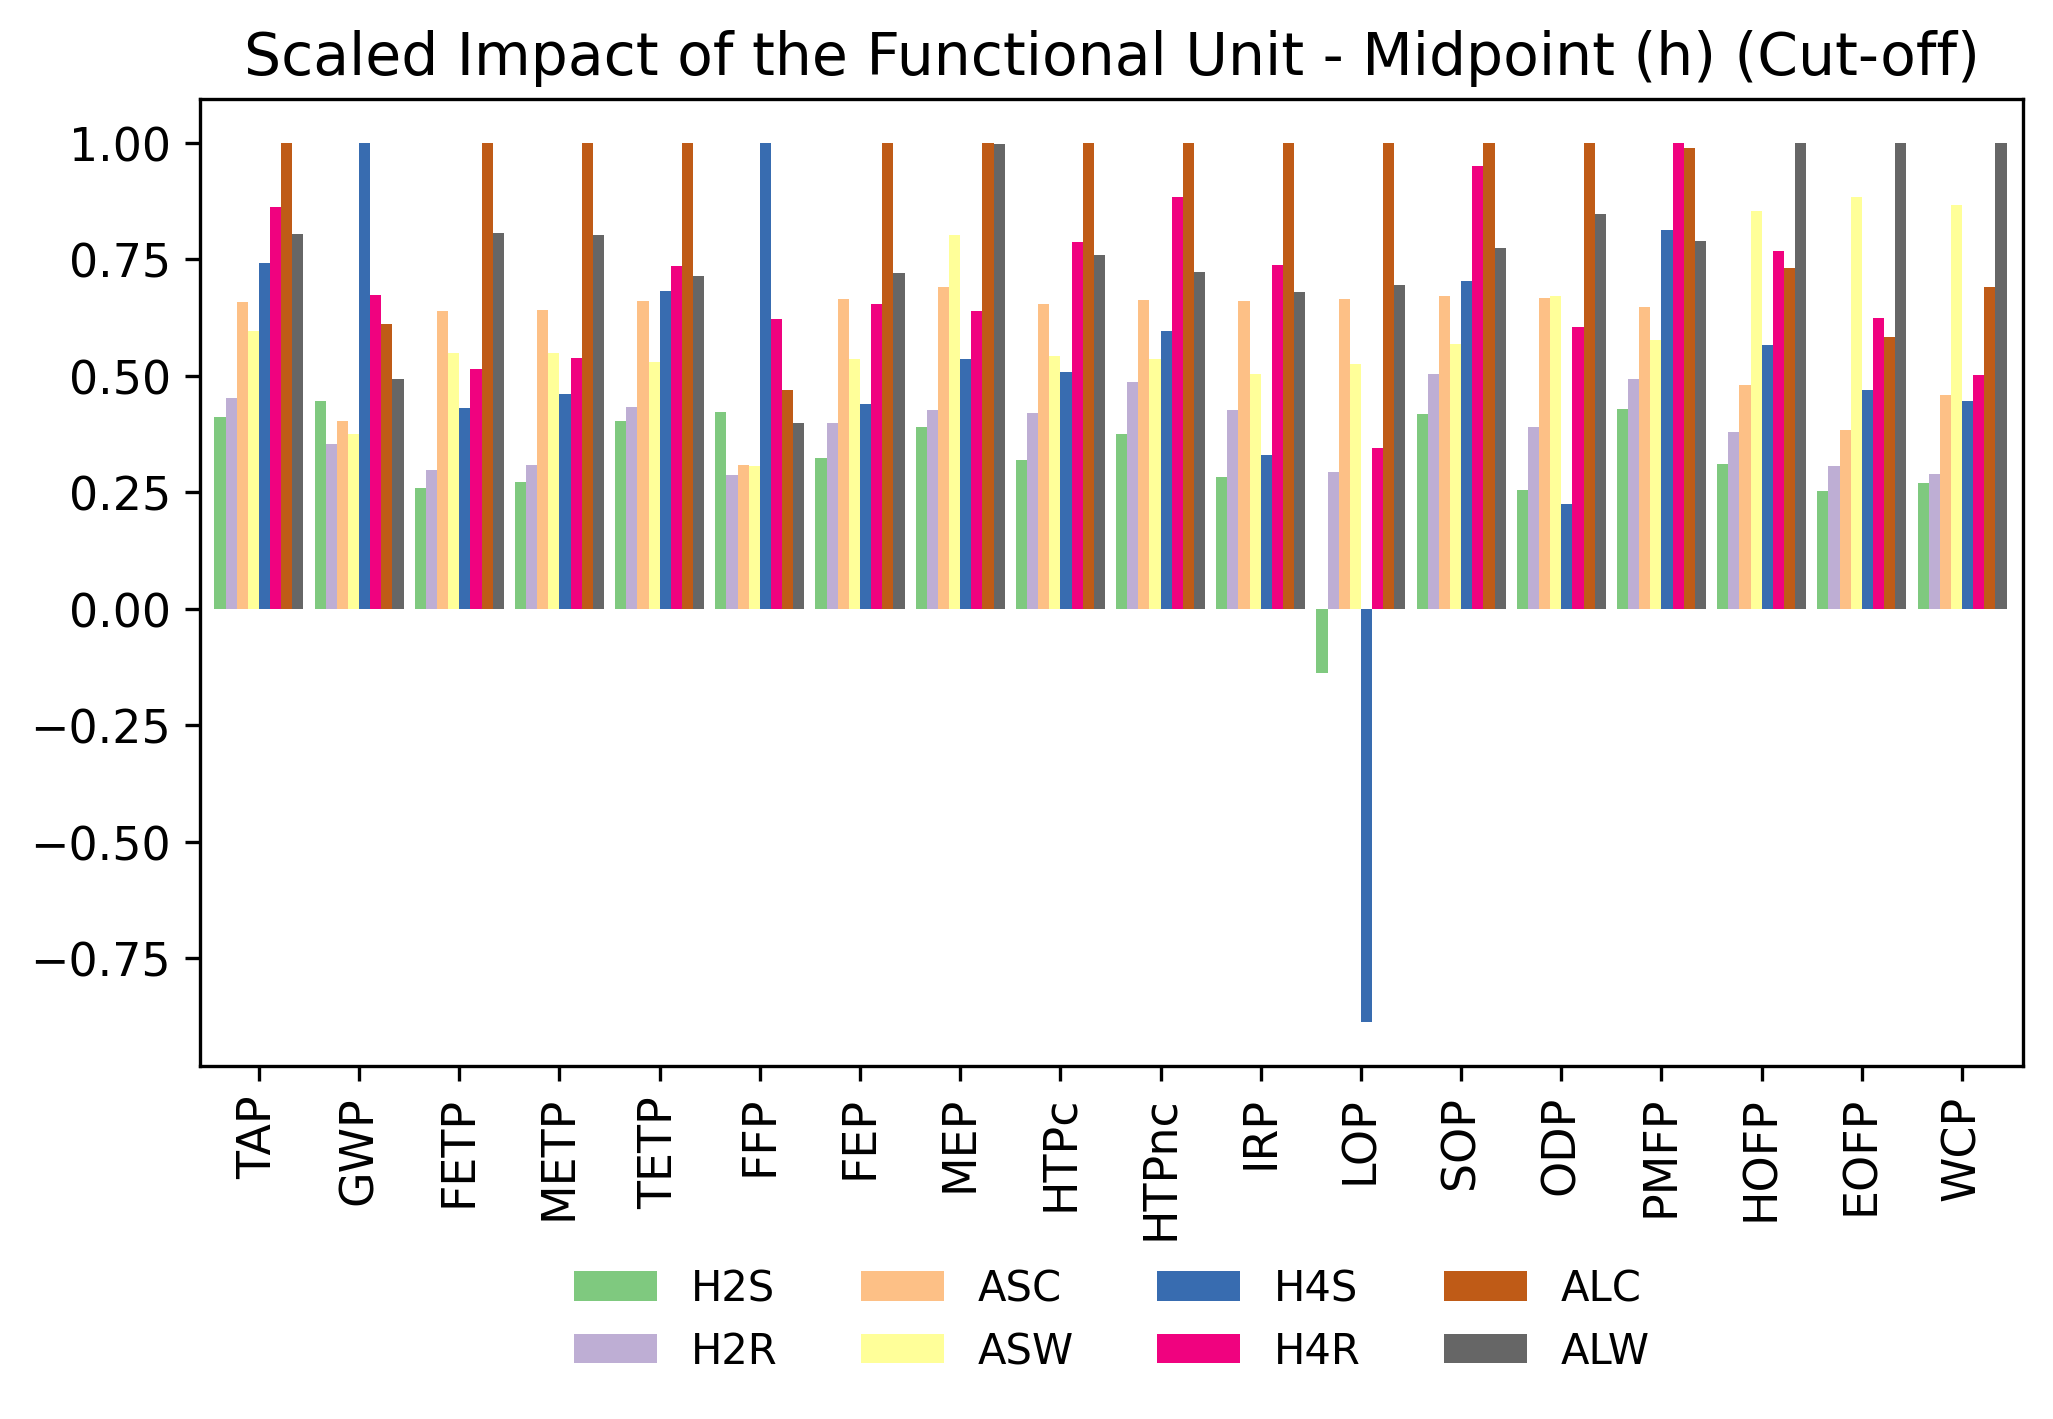 Scaled Impact of the Functional Unit - Midpoint (h) (Cut-off)
1.00
0.75
0.50
0.25
0.00
−0.25
−0.50
−0.75
TAP
GWP
FETP
METP
TETP
FFP
FEP
MEP
HTPc
HTPnc
IRP
LOP
SOP
ODP
PMFP
HOFP
EOFP
WCP
H2S ASC H4S ALC
H2R ASW H4R ALW